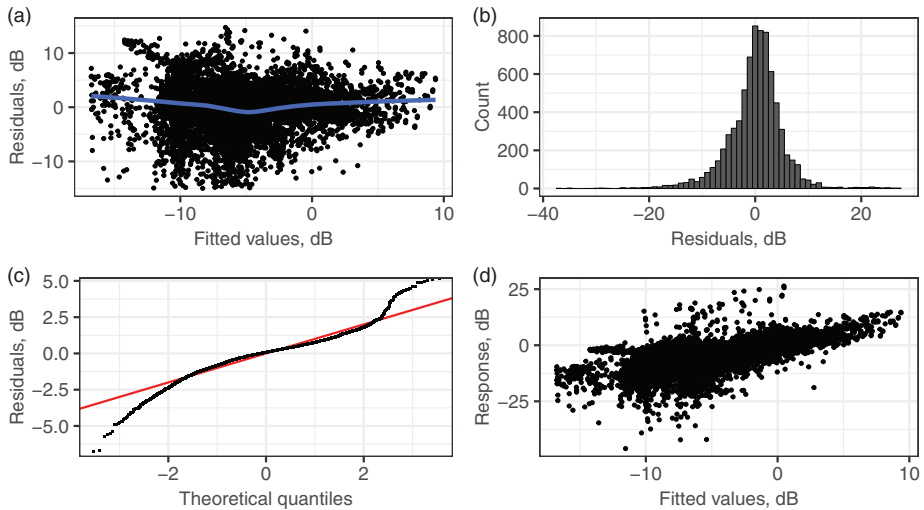 (a)
Residuals, dB
10
0
−10
−10
0
10
Fitted values, dB
(b)
Count
800
600
400
200
0
−40
−20
0
20
Residuals, dB
(c)
Residuals, dB
5.0
2.5
0.0
−2.5
−5.0
−2
0
2
Theoretical quantiles
(d)
Response, dB
25
0
−25
−10
0
10
Fitted values, dB